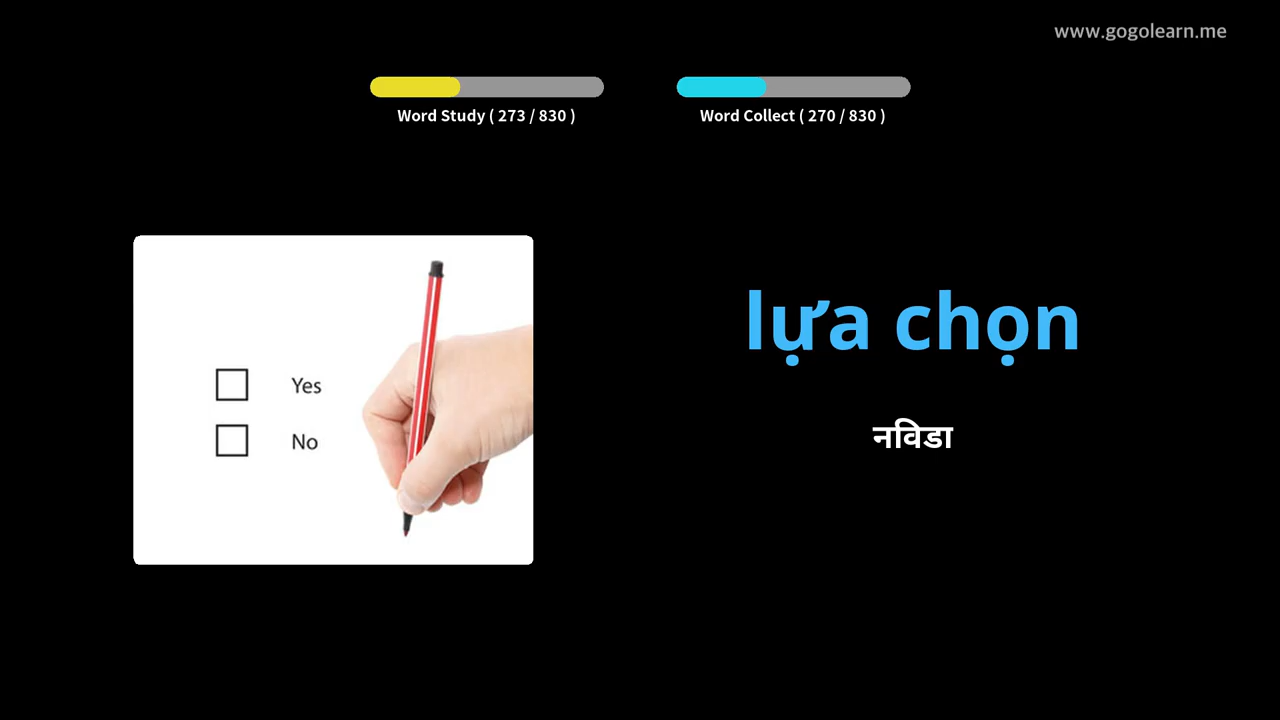 www.gogolearn.me
Word Study ( 273 / 830 )
Word Collect ( 270 / 830 )
Yes
No
lựa chọn
नविडा